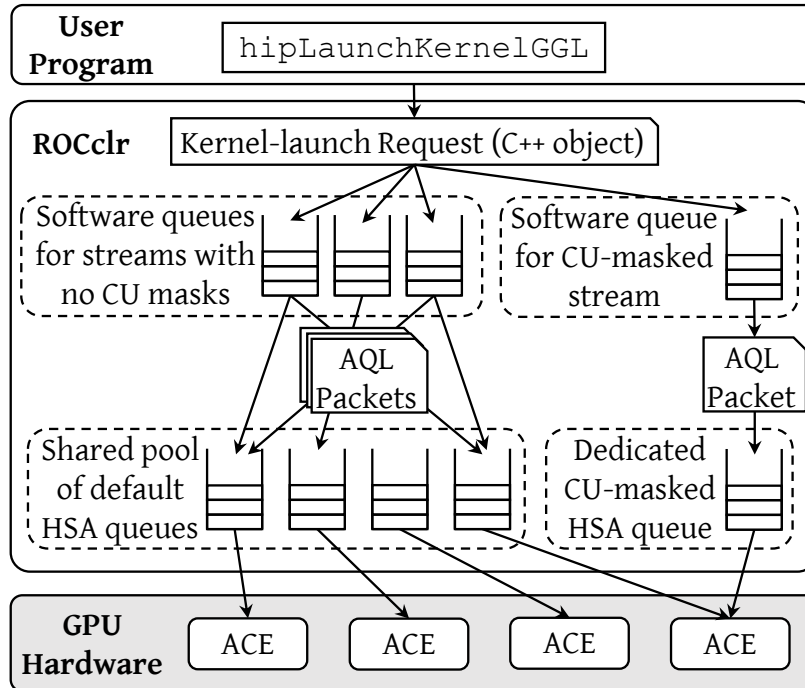 User
Program
hipLaunchKernelGGL
ROCclr
Kernel-launch Request (C++ object)
Software queues
for streams with
no CU masks
Software queue
for CU-masked
stream
AQL
Packets
AQL
Packet
Shared pool
of default
HSA queues
Dedicated
CU-masked
HSA queue
GPU
Hardware
ACE
ACE
ACE
ACE